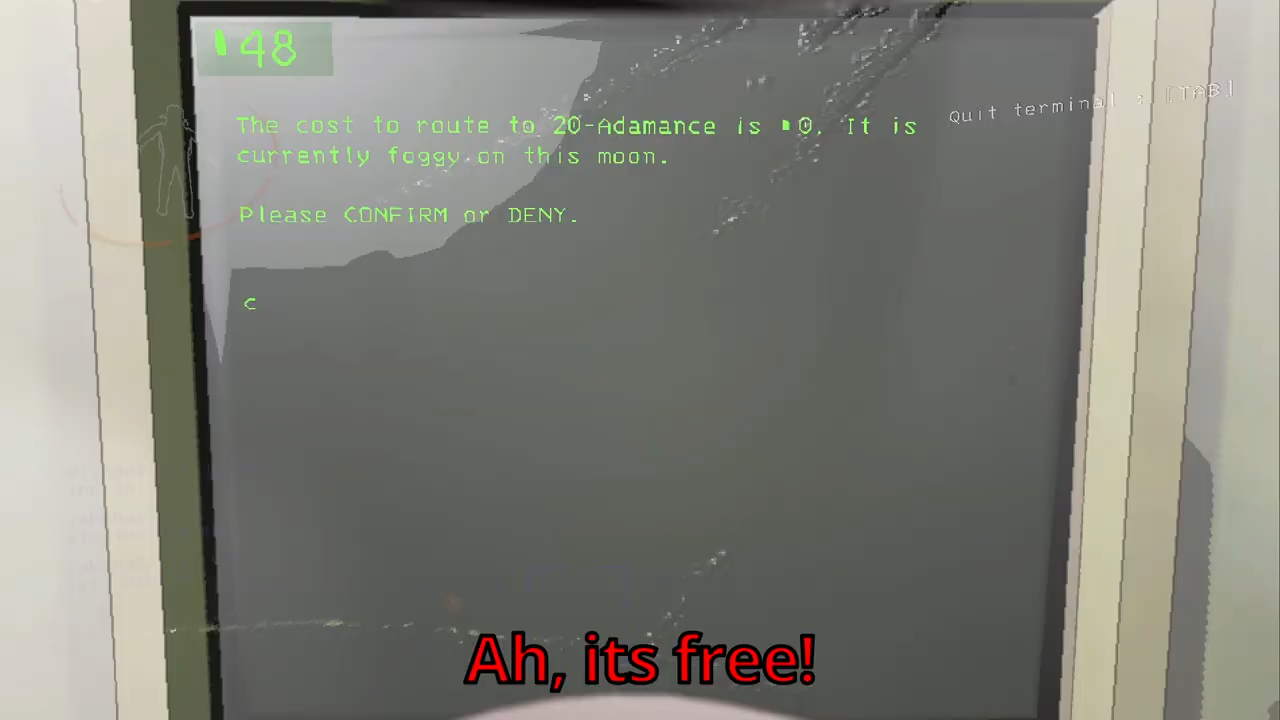 ▮48
The cost to route to 20-Adamance is ▮0. It is
currently foggy on this moon.
Please CONFIRM or DENY.
c
Quit terminal : [TAB]
Ah, its free!